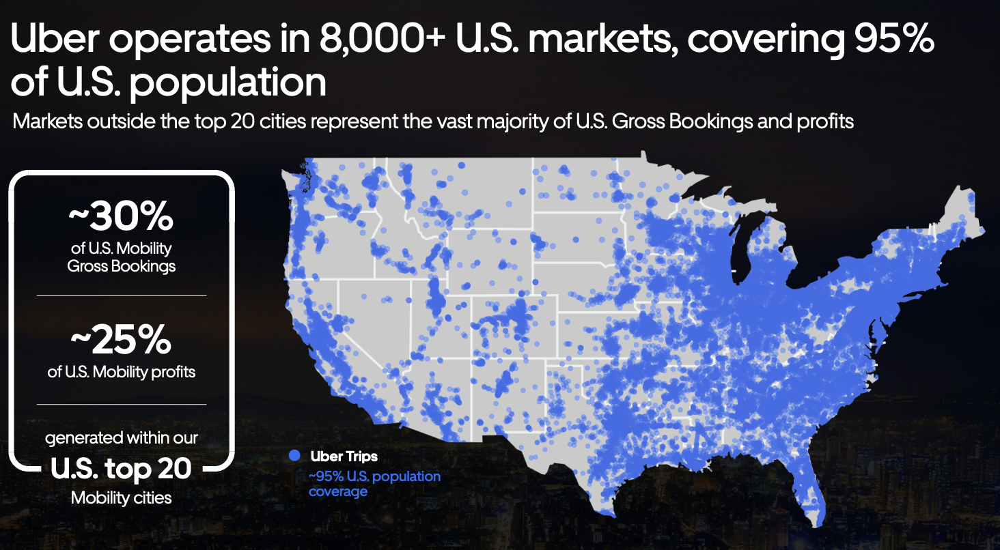 Uber operates in 8,000+ U.S. markets, covering 95%
of U.S. population
Markets outside the top 20 cities represent the vast majority of U.S. Gross Bookings and profits
~30%
of U.S. Mobility
Gross Bookings
~25%
of U.S. Mobility profits
generated within our
U.S. top 20
Mobility cities
Uber Trips
~95% U.S. population
coverage